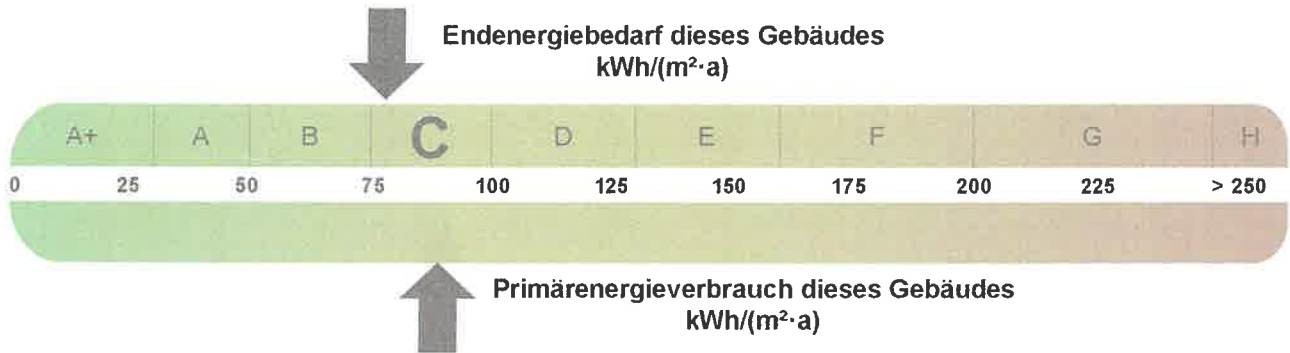 Endenergiebedarf dieses Gebäudes
kWh/(m²·a)
A+ A B C D E F G H
0 25 50 75 100 125 150 175 200 225 > 250
Primärenergieverbrauch dieses Gebäudes
kWh/(m²·a)